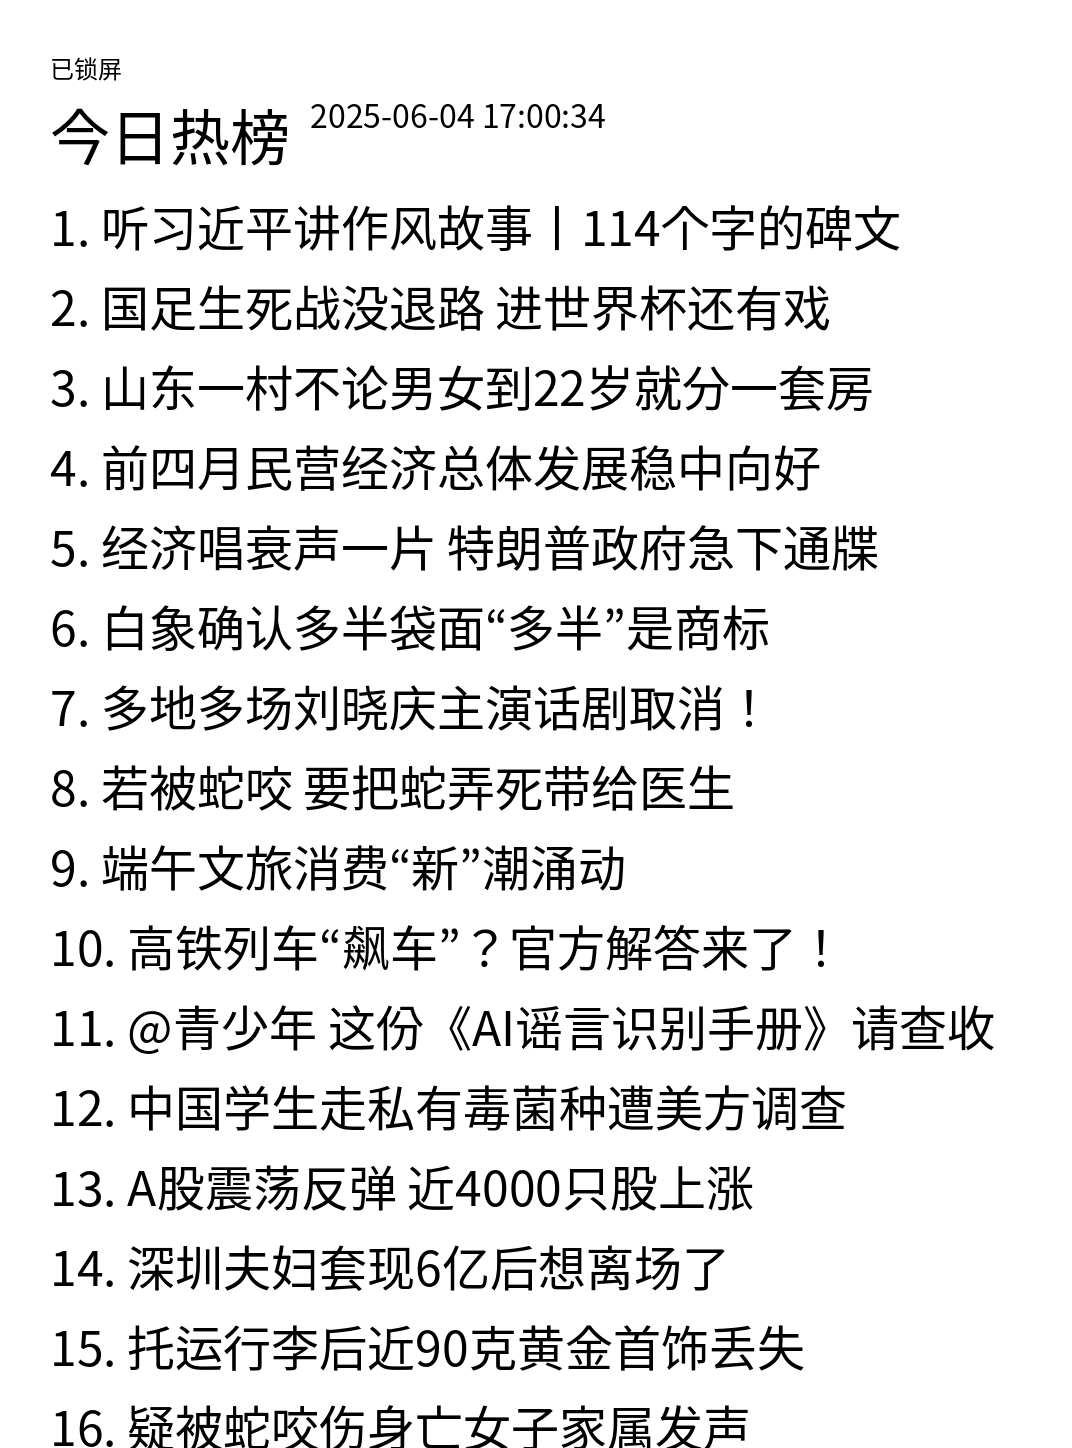 已锁屏
今日热榜 2025-06-04 17:00:34
1. 听习近平讲作风故事丨114个字的碑文
2. 国足生死战没退路 进世界杯还有戏
3. 山东一村不论男女到22岁就分一套房
4. 前四月民营经济总体发展稳中向好
5. 经济唱衰声一片 特朗普政府急下通牒
6. 白象确认多半袋面“多半”是商标
7. 多地多场刘晓庆主演话剧取消！
8. 若被蛇咬 要把蛇弄死带给医生
9. 端午文旅消费“新”潮涌动
10. 高铁列车“飙车”？官方解答来了！
11. @青少年 这份《AI谣言识别手册》请查收
12. 中国学生走私有毒菌种遭美方调查
13. A股震荡反弹 近4000只股上涨
14. 深圳夫妇套现6亿后想离场了
15. 托运行李后近90克黄金首饰丢失
16. 疑被蛇咬伤身亡女子家属发声